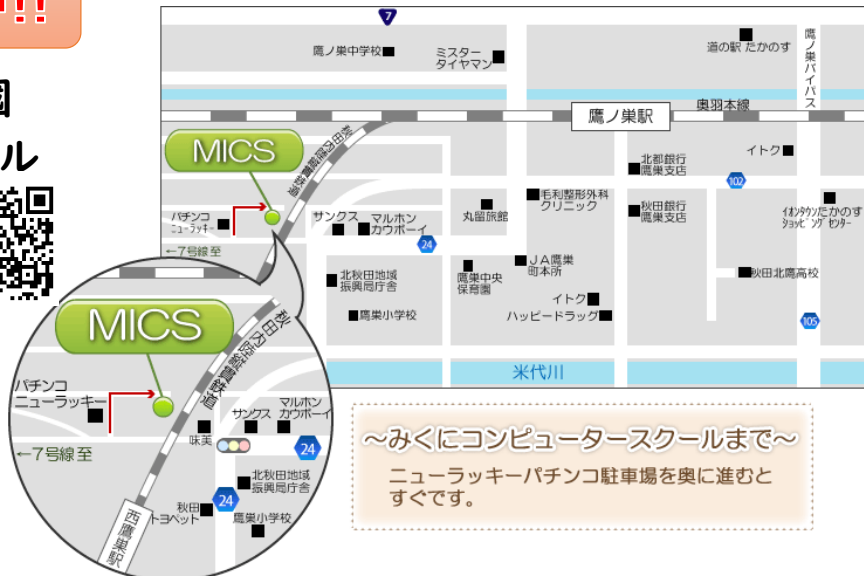 !!
ル
7
鷹ノ巣中学校
ミスター
タイヤマン
道の駅 たかのす
鷹ノ巣バイパス
奥羽本線
鷹ノ巣駅
MICS
秋田内陸縦貫鉄道
北都銀行
鷹巣支店
イトク
102
パチンコ
ニューラッキー
サンクス
マルホン
カウボーイ
丸留旅館
毛利整形外科
クリニック
秋田銀行
鷹巣支店
イオンタウンたかのす
ショッピングセンター
←7号線至
24
北秋田地域
振興局庁舎
鷹巣中央
保育園
JA鷹巣
町本所
秋田北鷹高校
鷹巣小学校
イトク
ハッピードラッグ
105
米代川
MICS
秋田内陸縦貫鉄道
パチンコ
ニューラッキー
マルホン
サンクス カウボーイ
味美
24
←7号線至
北秋田地域
振興局庁舎
24
秋田
トヨペット
鷹巣小学校
西鷹巣駅
～みくにコンピュータースクールまで～
ニューラッキーパチンコ駐車場を奥に進むと
すぐです。